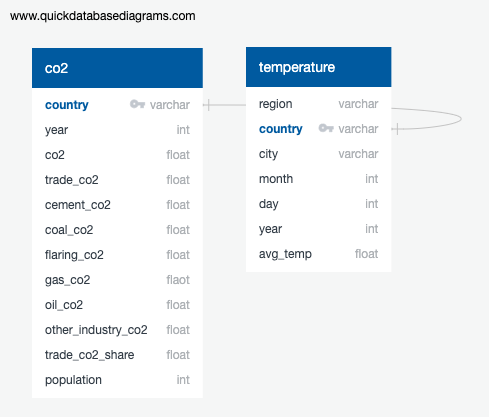 www.quickdatabasediagrams.com
co2
country varchar
year int
co2 float
trade_co2 float
cement_co2 float
coal_co2 float
flaring_co2 float
gas_co2 flaot
oil_co2 float
other_industry_co2 float
trade_co2_share float
population int
temperature
region varchar
country varchar
city varchar
month int
day int
year int
avg_temp float